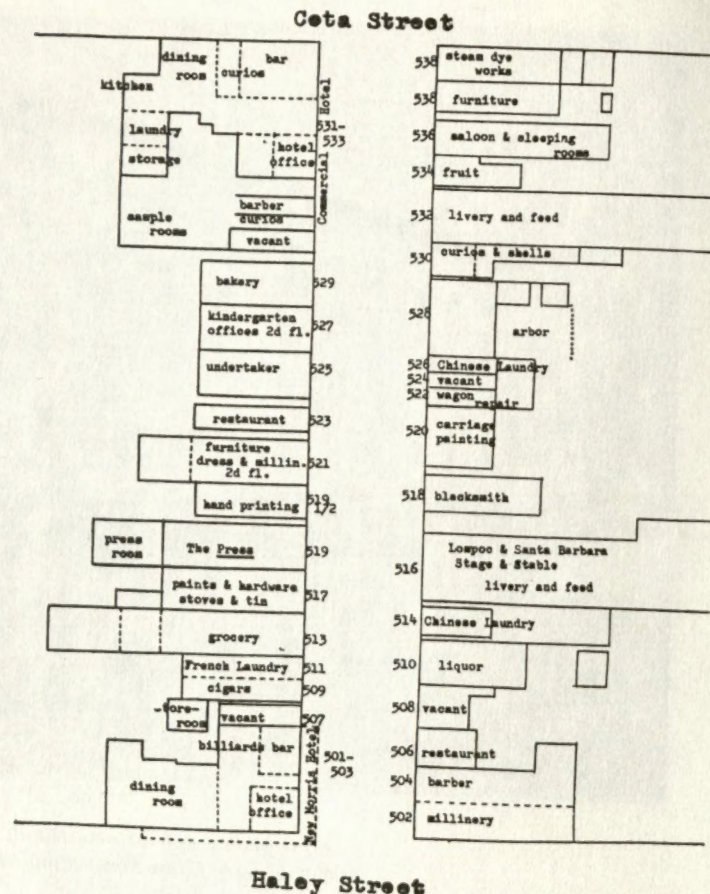 Cota Street
dining
room
bar
curios
kitchen
laundry
storage
Commercial Hotel
531-
533
hotel
office
barber
curios
sample
rooms
vacant
bakery
529
kindergarten
offices 2d fl.
527
undertaker
525
restaurant
523
furniture
dress & millin.
2d fl.
521
hand printing
519
1/2
press
room
The Press
519
paints & hardware
stoves & tin
517
grocery
513
French Laundry
511
cigars
509
store-
room
vacant
507
billiards
bar
501-
503
dining
room
hotel
office
New Morris Hotel
538
steam dye
works
538
furniture
536
saloon & sleeping
rooms
534
fruit
532
livery and feed
530
curios & shells
528
arbor
526
Chinese Laundry
524
vacant
522
wagon
repair
520
carriage
painting
518
blacksmith
516
Lompoc & Santa Barbara
Stage & Stable
livery and feed
514
Chinese Laundry
510
liquor
508
vacant
506
restaurant
504
barber
502
millinery
Haley Street